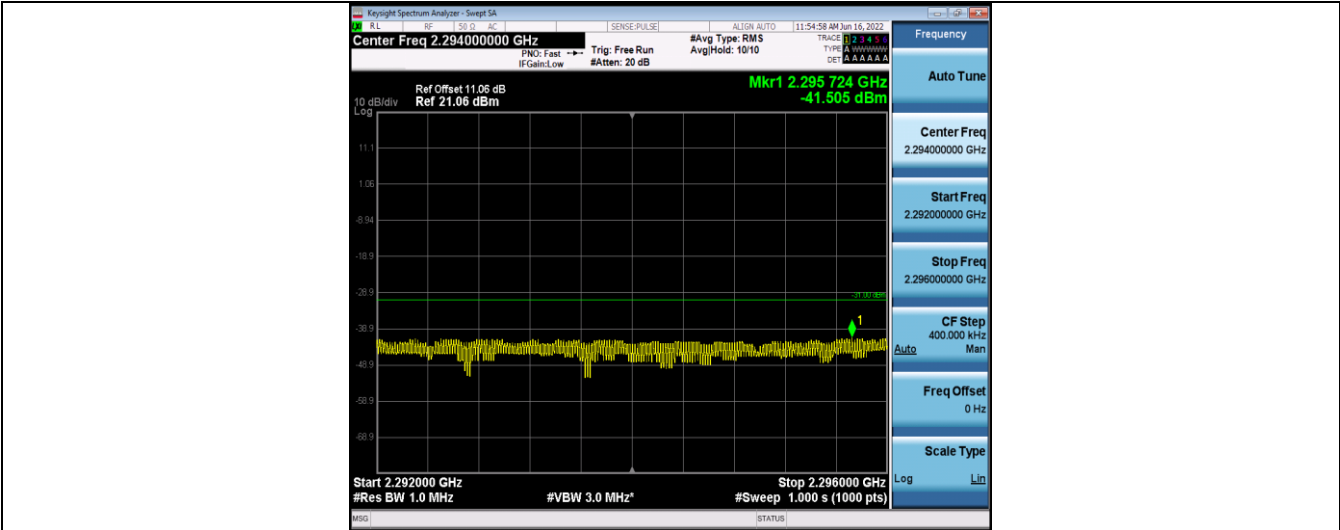 Keysight Spectrum Analyzer - Swept SA
RL RF 50 Ω AC SENSE:PULSE ALIGN AUTO 11:54:58 AM Jun 16, 2022
Center Freq 2.294000000 GHz
PNO: Fast
IFGain:Low
Trig: Free Run
#Atten: 20 dB
#Avg Type: RMS
Avg|Hold: 10/10
TRACE 1 2 3 4 5 6
TYPE A WWWWW
DET A A A A A A
Ref Offset 11.06 dB
10 dB/div Ref 21.06 dBm
Log
Mkr1 2.295 724 GHz
-41.505 dBm
11.1
1.06
-8.94
-18.9
-28.9
-31.00 dBm
1
-38.9
-48.9
-58.9
-68.9
Start 2.292000 GHz
Stop 2.296000 GHz
#Res BW 1.0 MHz
#VBW 3.0 MHz*
#Sweep 1.000 s (1000 pts)
MSG
STATUS
Frequency
Auto Tune
Center Freq
2.294000000 GHz
Start Freq
2.292000000 GHz
Stop Freq
2.296000000 GHz
CF Step
400.000 kHz
Auto Man
Freq Offset
0 Hz
Scale Type
Log Lin